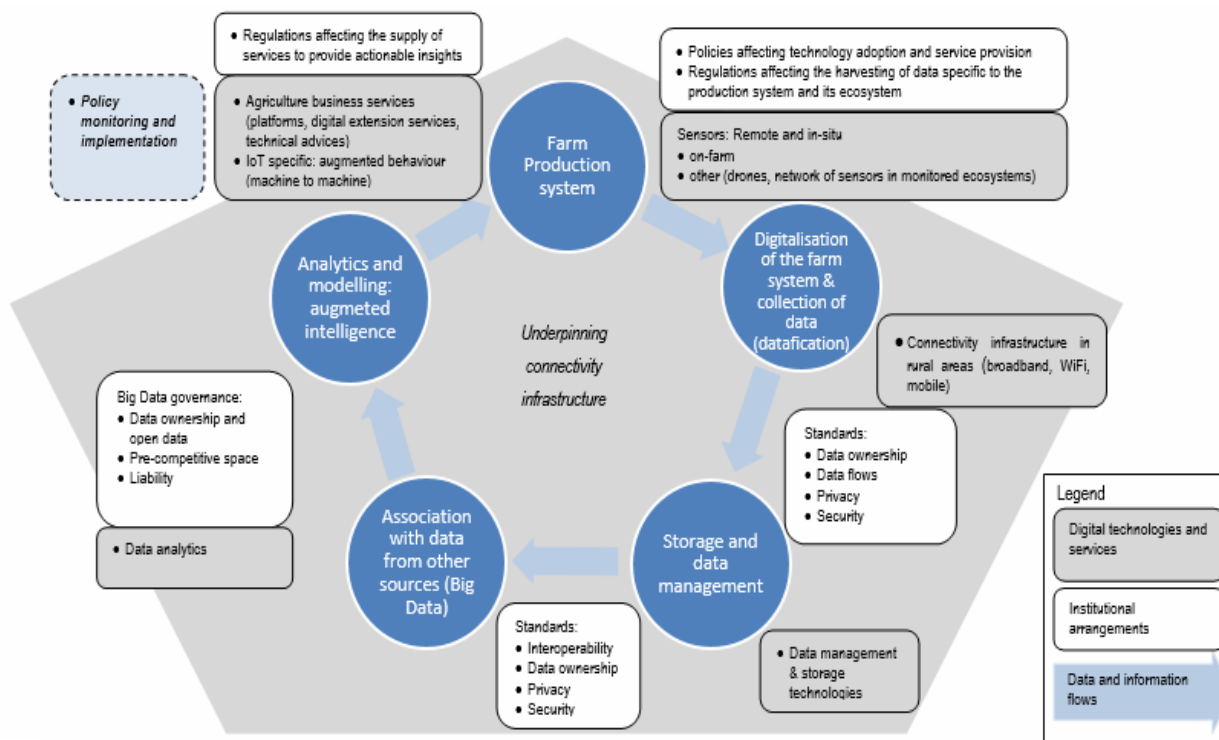 • Regulations affecting the supply of
services to provide actionable insights
• Policies affecting technology adoption and service provision
• Regulations affecting the harvesting of data specific to the
production system and its ecosystem
• Policy
monitoring and
implementation
• Agriculture business services
(platforms, digital extension services,
technical advices)
• IoT specific: augmented behaviour
(machine to machine)
Farm
Production
system
Sensors: Remote and in-situ
• on-farm
• other (drones, network of sensors in monitored ecosystems)
Analytics and
modelling:
augmeted
intelligence
Digitalisation
of the farm
system &
collection of
data
(datafication)
Underpinning
connectivity
infrastructure
• Connectivity infrastructure in
rural areas (broadband, WiFi,
mobile)
Big Data governance:
• Data ownership and
open data
• Pre-competitive space
• Liability
• Data analytics
Standards:
• Data ownership
• Data flows
• Privacy
• Security
Association
with data
from other
sources (Big
Data)
Storage and
data
management
Standards:
• Interoperability
• Data ownership
• Privacy
• Security
• Data management
& storage
technologies
Legend
Digital technologies and
services
Institutional
arrangements
Data and information
flows